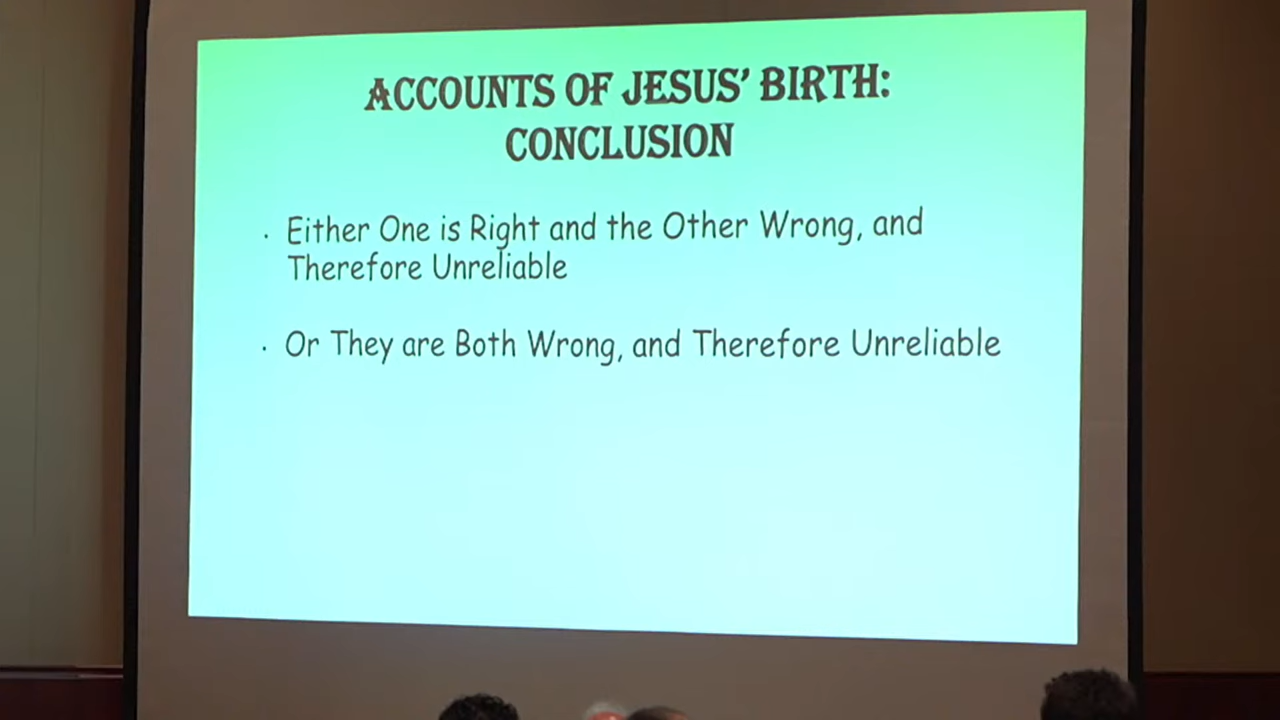 ACCOUNTS OF JESUS' BIRTH:
CONCLUSION
· Either One is Right and the Other Wrong, and
Therefore Unreliable
· Or They are Both Wrong, and Therefore Unreliable